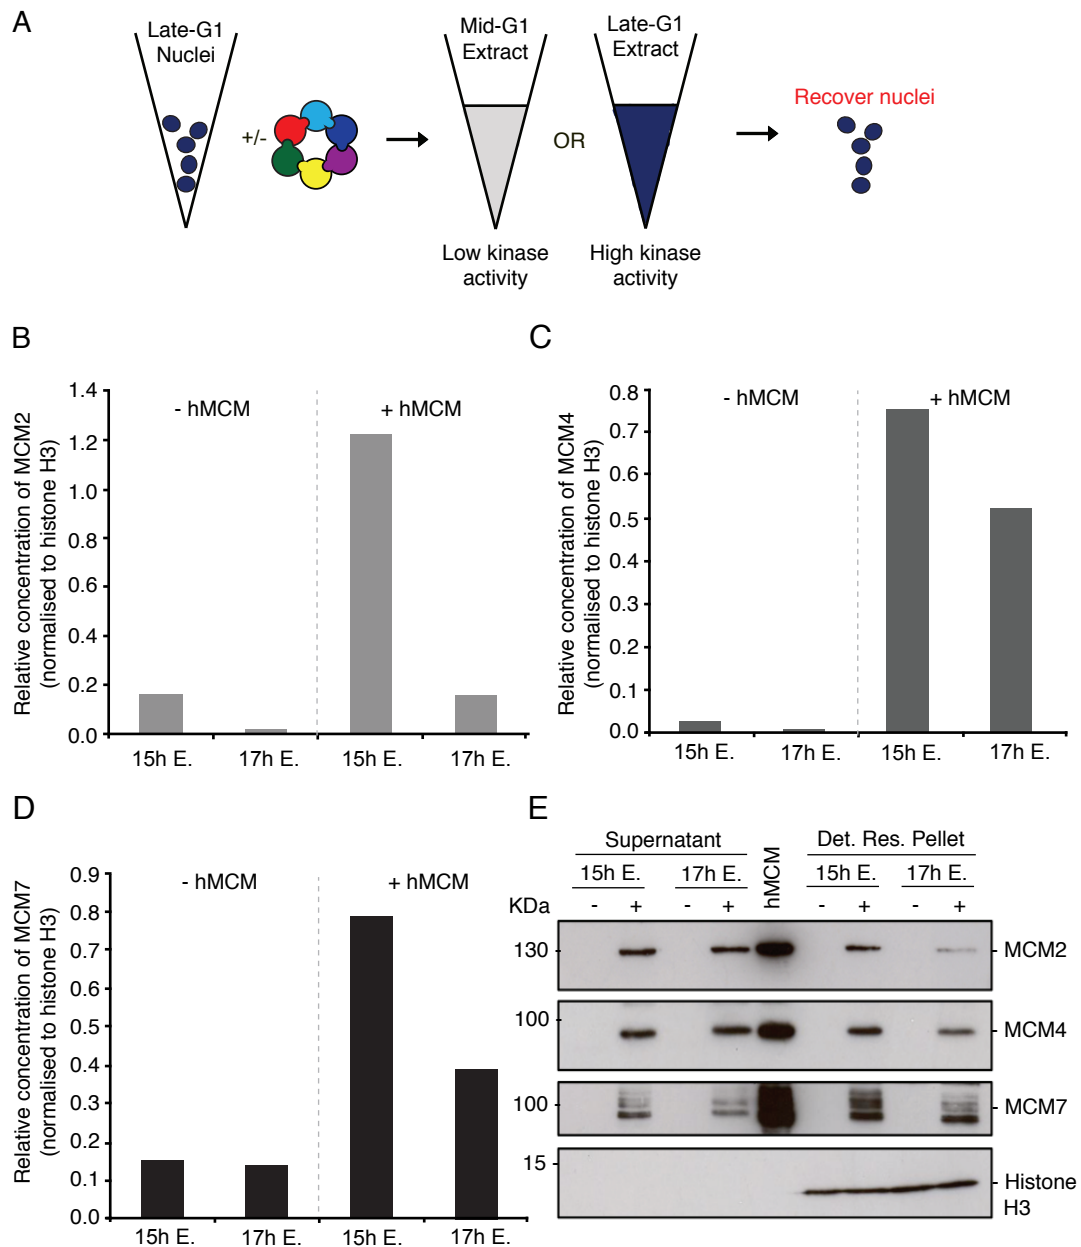 A
Late-G1
Nuclei
+/-
Mid-G1
Extract
OR
Late-G1
Extract
Recover nuclei
Low kinase
activity
High kinase
activity
B
Relative concentration of MCM2
(normalised to histone H3)
1.4
1.2
1.0
0.8
0.6
0.4
0.2
0.0
- hMCM
+ hMCM
15h E.
17h E.
15h E.
17h E.
C
Relative concentration of MCM4
(normalised to histone H3)
0.8
0.7
0.6
0.5
0.4
0.3
0.2
0.1
0.0
- hMCM
+ hMCM
15h E.
17h E.
15h E.
17h E.
D
Relative concentration of MCM7
(normalised to histone H3)
0.9
0.8
0.7
0.6
0.5
0.4
0.3
0.2
0.1
0
- hMCM
+ hMCM
15h E.
17h E.
15h E.
17h E.
E
Supernatant
hMCM
Det. Res. Pellet
15h E.
17h E.
15h E.
17h E.
KDa
- + - + - + - +
130
- MCM2
100
- MCM4
100
- MCM7
15
- Histone
H3